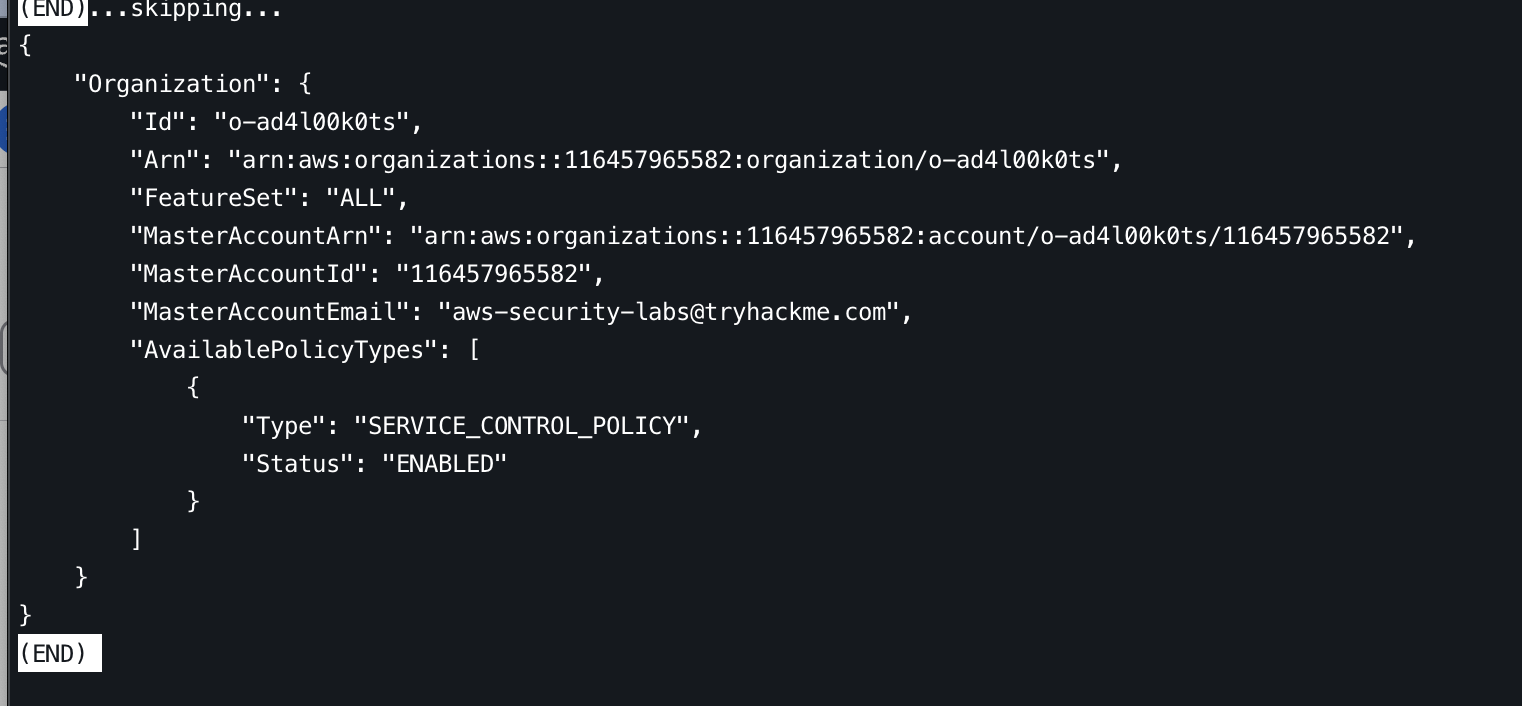 (END)...skipping...
{
    "Organization": {
        "Id": "o-ad4l00k0ts",
        "Arn": "arn:aws:organizations::116457965582:organization/o-ad4l00k0ts",
        "FeatureSet": "ALL",
        "MasterAccountArn": "arn:aws:organizations::116457965582:account/o-ad4l00k0ts/116457965582",
        "MasterAccountId": "116457965582",
        "MasterAccountEmail": "aws-security-labs@tryhackme.com",
        "AvailablePolicyTypes": [
            {
                "Type": "SERVICE_CONTROL_POLICY",
                "Status": "ENABLED"
            }
        ]
    }
}
(END)